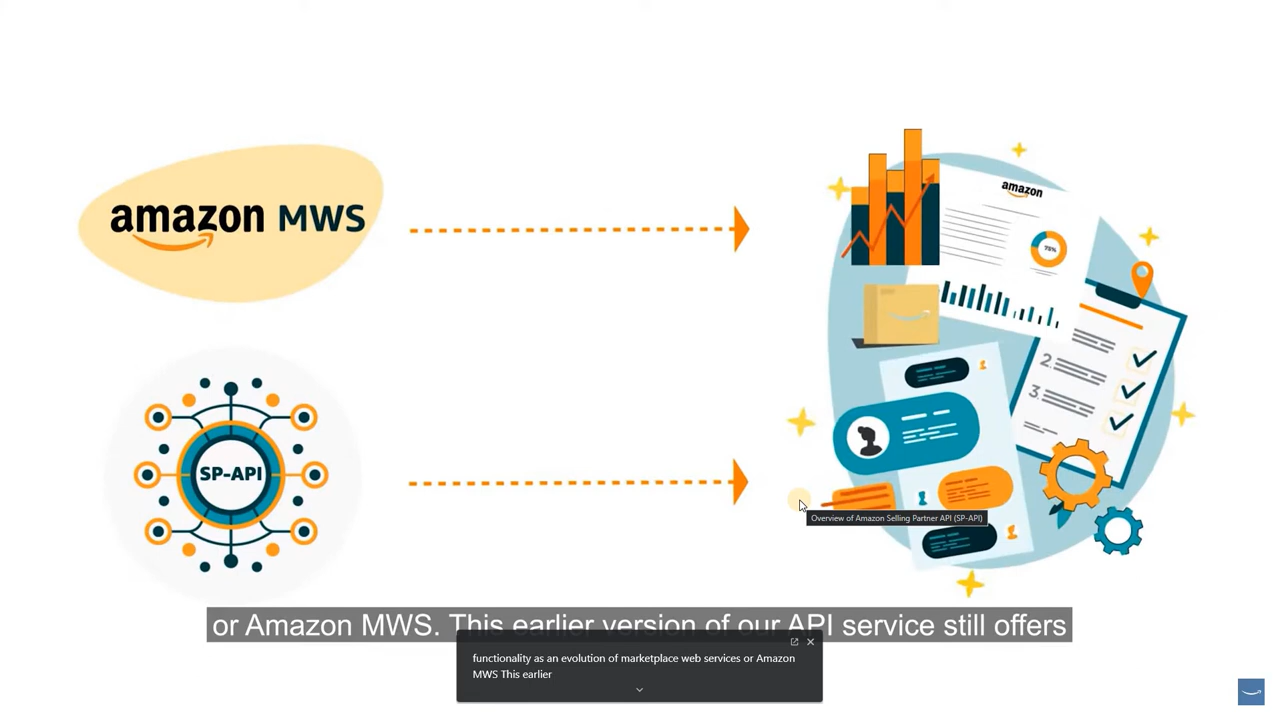 amazon MWS
amazon
78%
2.
3.
SP-API
Overview of Amazon Selling Partner API (SP-API)
or Amazon MWS. This earlier version of our API service still offers
functionality as an evolution of marketplace web services or Amazon
MWS This earlier